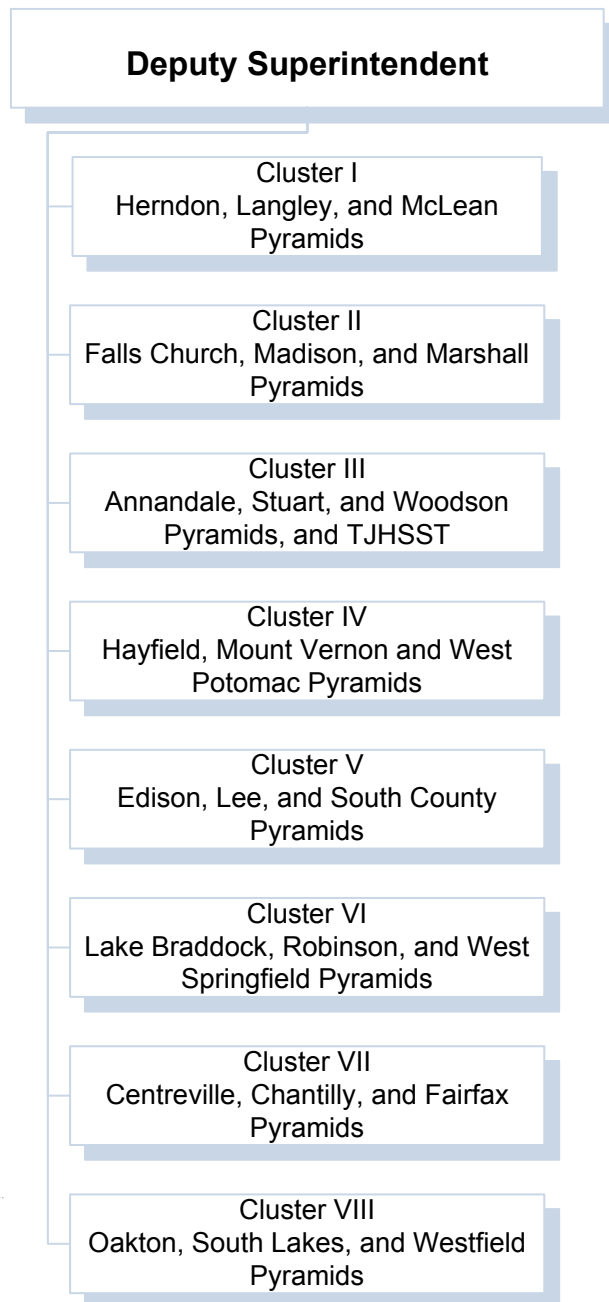 Deputy Superintendent
Cluster I
Herndon, Langley, and McLean
Pyramids
Cluster II
Falls Church, Madison, and Marshall
Pyramids
Cluster III
Annandale, Stuart, and Woodson
Pyramids, and TJHSST
Cluster IV
Hayfield, Mount Vernon and West
Potomac Pyramids
Cluster V
Edison, Lee, and South County
Pyramids
Cluster VI
Lake Braddock, Robinson, and West
Springfield Pyramids
Cluster VII
Centreville, Chantilly, and Fairfax
Pyramids
Cluster VIII
Oakton, South Lakes, and Westfield
Pyramids